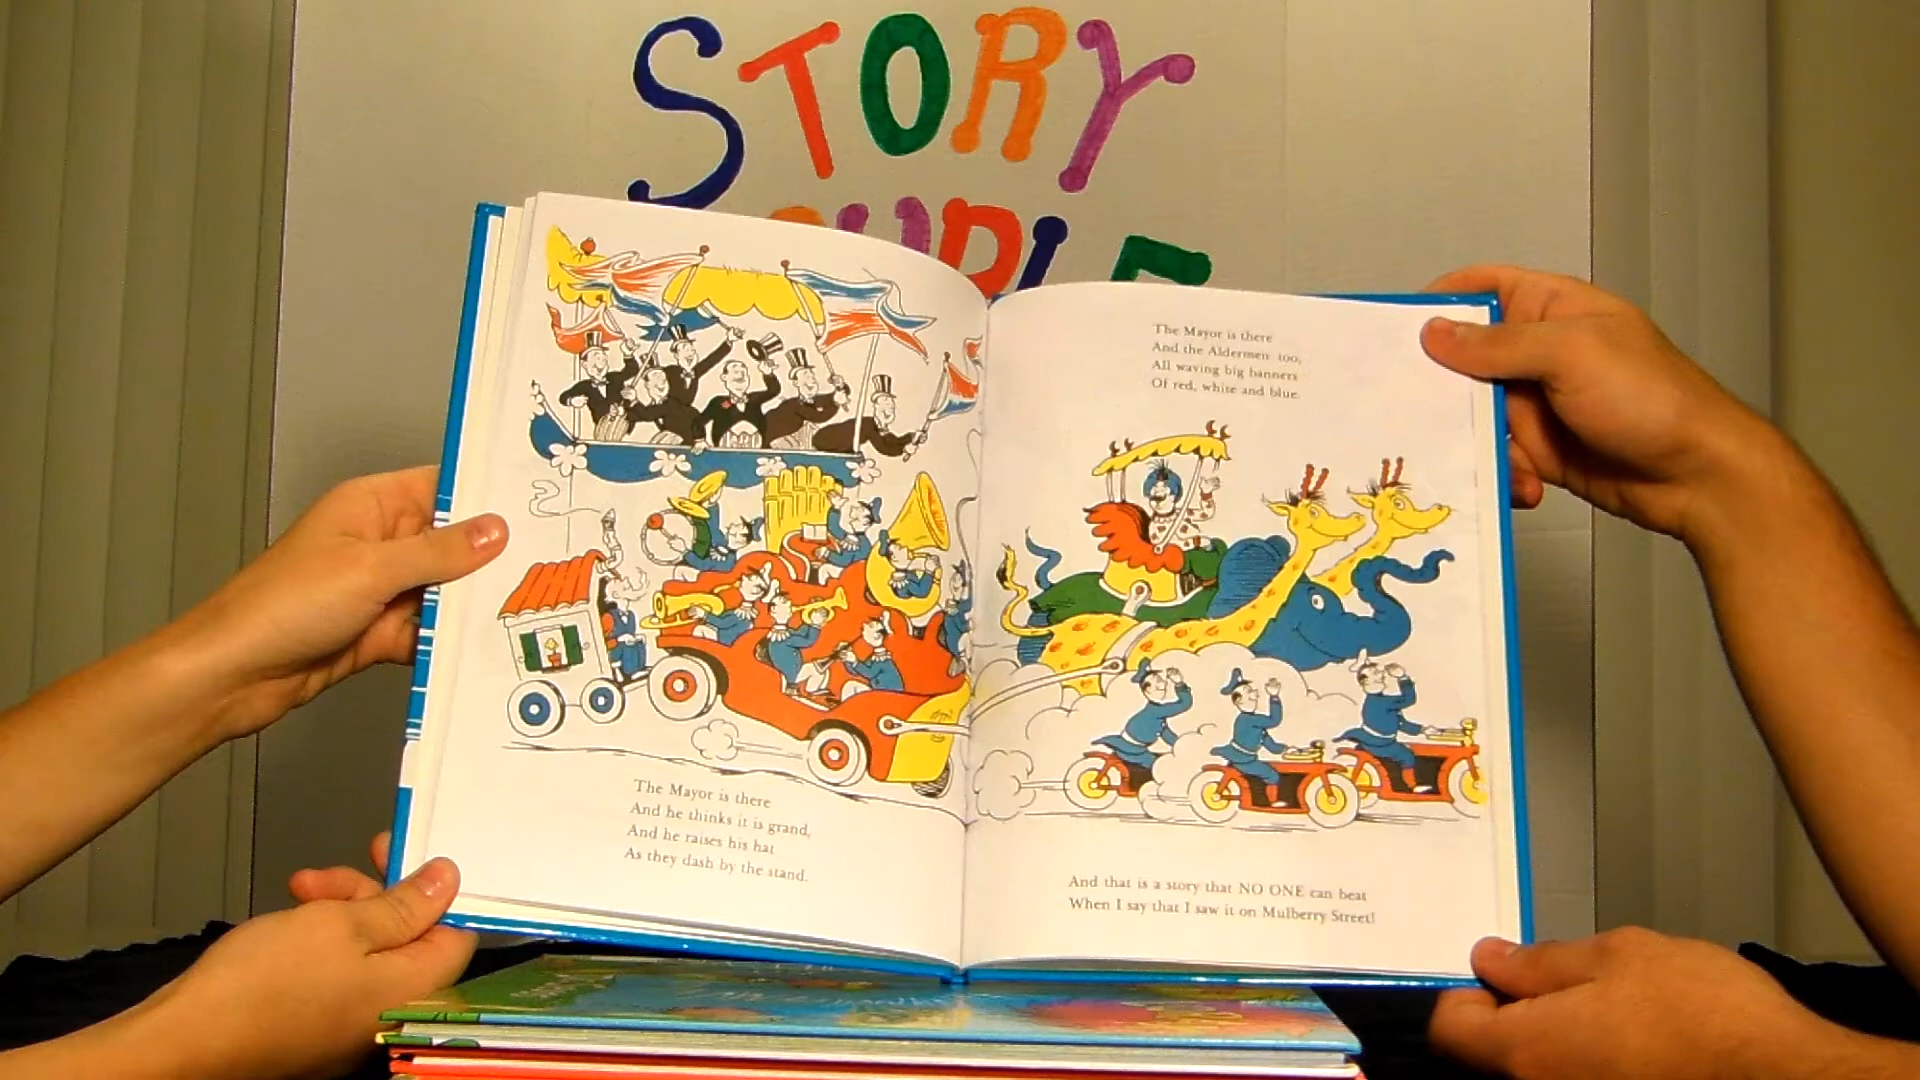 STORY
The Mayor is there
And he thinks it is grand,
And he raises his hat
As they dash by the stand.
The Mayor is there
And the Aldermen too,
All waving big banners
Of red, white and blue.
And that is a story that NO ONE can beat
When I say that I saw it on Mulberry Street!